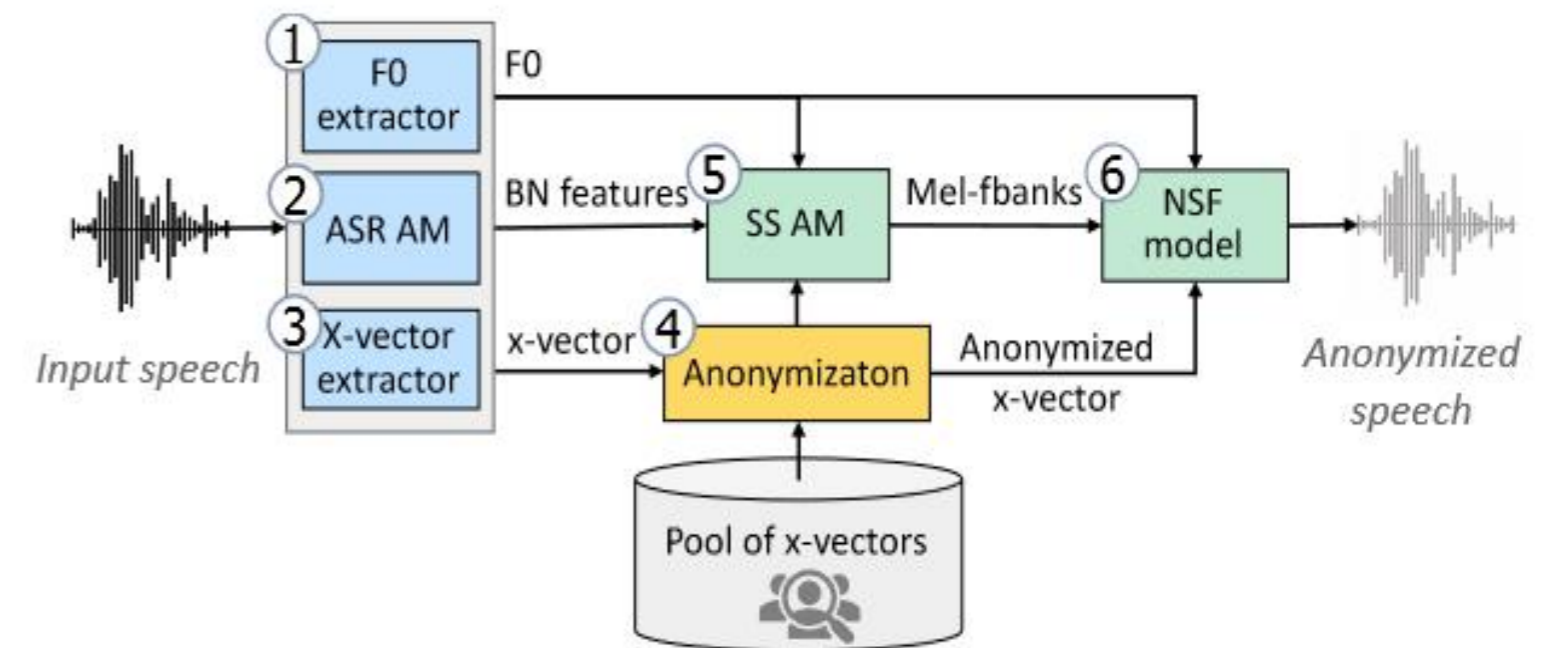 1
F0
extractor
F0
2
ASR AM
BN features
5
SS AM
Mel-fbanks
6
NSF
model
3
X-vector
extractor
x-vector
4
Anonymizaton
Anonymized
x-vector
Input speech
Anonymized
speech
Pool of x-vectors